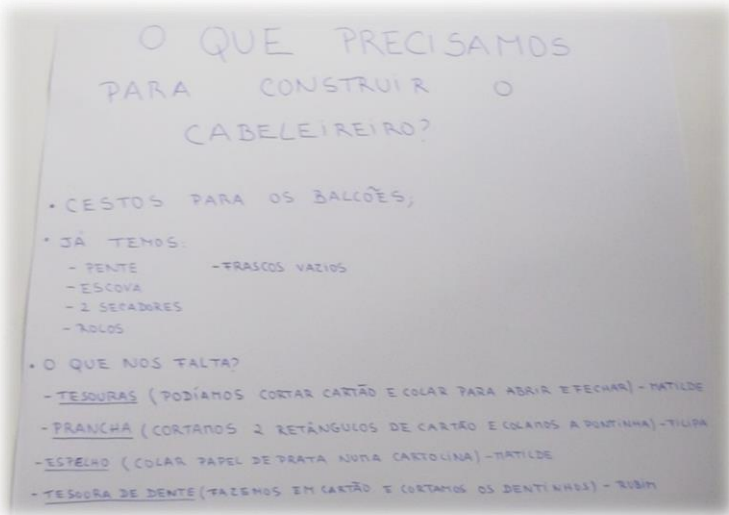 O QUE PRECISAMOS
PARA CONSTRUIR O
CABELEIREIRO?
• CESTOS PARA OS BALCÕES;
• JÁ TEMOS:
- PENTE - FRASCOS VAZIOS
- ESCOVA
- 2 SECADORES
- ROLOS
• O QUE NOS FALTA?
- TESOURAS (PODÍAMOS CORTAR CARTÃO E COLAR PARA ABRIR E FECHAR) - MATILDE
- PRANCHA (CORTAMOS 2 RETÂNGULOS DE CARTÃO E COLAMOS A PONTINHA) - FILIPA
- ESPELHO (COLAR PAPEL DE PRATA NUMA CARTOLINA) - MATILDE
- TESOURA DE DENTE (FAZEMOS EM CARTÃO E CORTAMOS OS DENTINHOS) - RUBIM